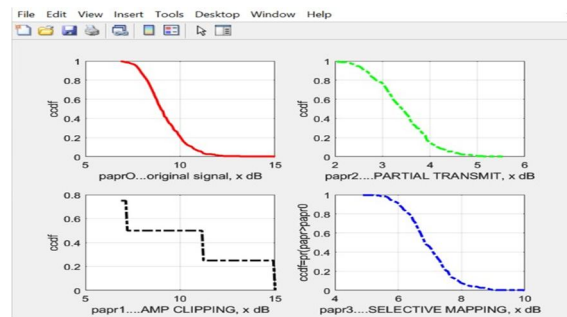 File Edit View Insert Tools Desktop Window Help
1
0.8
0.6
0.4
0.2
0
ccdf
5 10 15
paprO...original signal, x dB
1
0.8
0.6
0.4
0.2
0
ccdf
2 3 4 5 6
papr2....PARTIAL TRANSMIT, x dB
0.8
0.6
0.4
0.2
0
ccdf
5 10 15
papr1....AMP CLIPPING, x dB
1
0.8
0.6
0.4
0.2
0
ccdf=pr(papr>papr0
4 6 8 10
papr3....SELECTIVE MAPPING, x dB